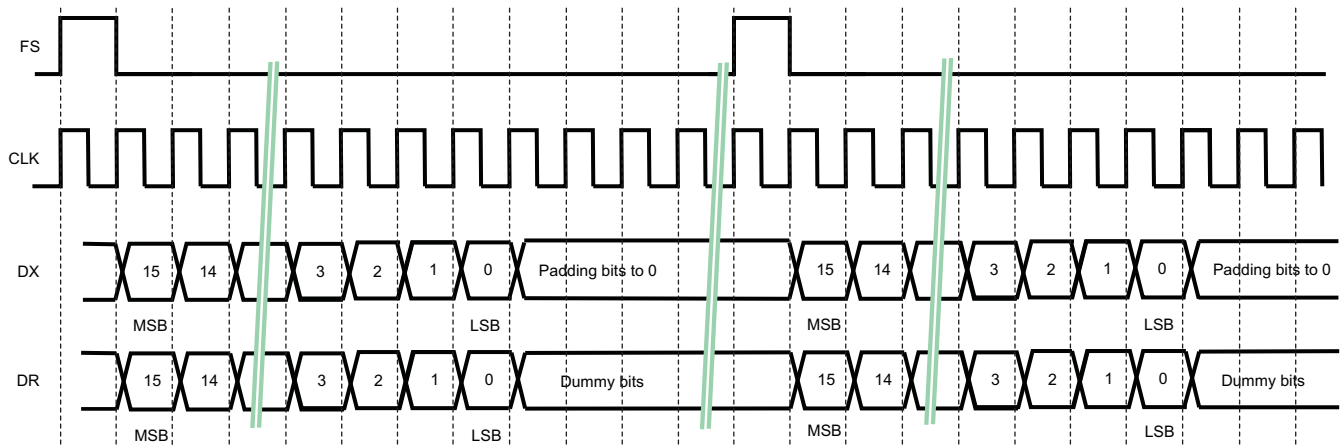 FS
CLK
DX 15 14 3 2 1 0 Padding bits to 0 15 14 3 2 1 0 Padding bits to 0
MSB LSB MSB LSB
DR 15 14 3 2 1 0 Dummy bits 15 14 3 2 1 0 Dummy bits
MSB LSB MSB LSB